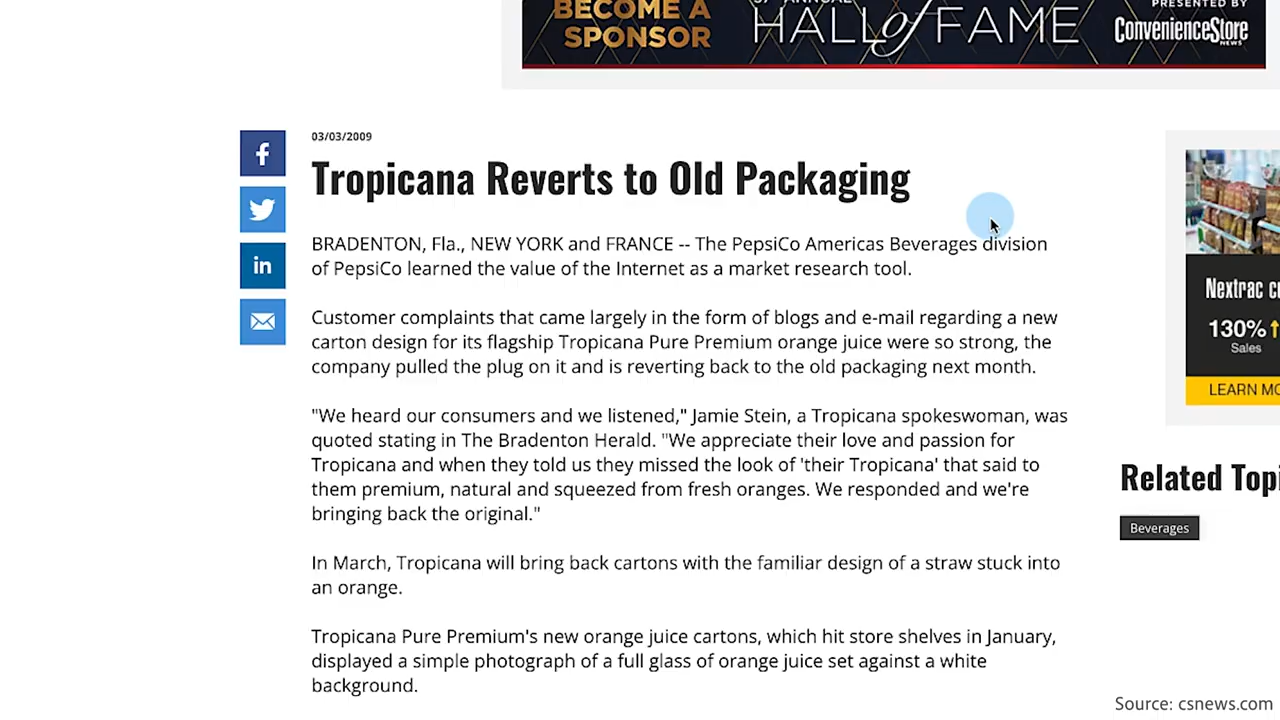 BECOME A
SPONSOR
ANNUAL
HALL of FAME
PRESENTED BY
ConvenienceStore
NEWS
03/03/2009
Tropicana Reverts to Old Packaging
BRADENTON, Fla., NEW YORK and FRANCE -- The PepsiCo Americas Beverages division
of PepsiCo learned the value of the Internet as a market research tool.
Customer complaints that came largely in the form of blogs and e-mail regarding a new
carton design for its flagship Tropicana Pure Premium orange juice were so strong, the
company pulled the plug on it and is reverting back to the old packaging next month.
"We heard our consumers and we listened," Jamie Stein, a Tropicana spokeswoman, was
quoted stating in The Bradenton Herald. "We appreciate their love and passion for
Tropicana and when they told us they missed the look of 'their Tropicana' that said to
them premium, natural and squeezed from fresh oranges. We responded and we're
bringing back the original."
In March, Tropicana will bring back cartons with the familiar design of a straw stuck into
an orange.
Tropicana Pure Premium's new orange juice cartons, which hit store shelves in January,
displayed a simple photograph of a full glass of orange juice set against a white
background.
Nextrac
130%
Sales
LEARN MO
Related Topi
Beverages
Source: csnews.com